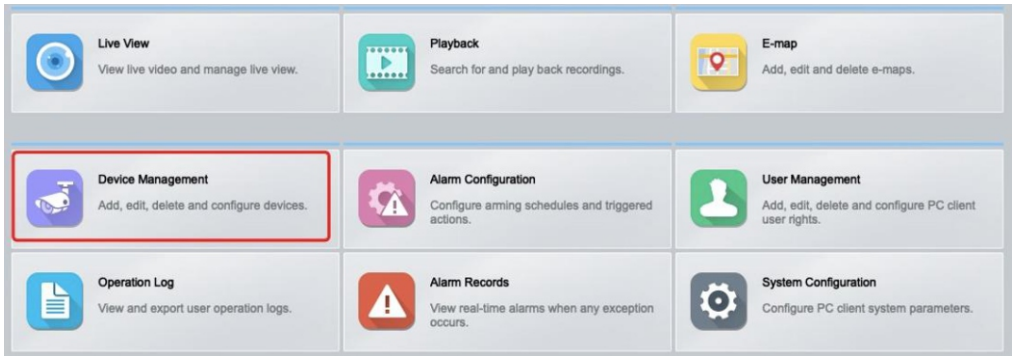 Live View
View live video and manage live view.
Playback
Search for and play back recordings.
E-map
Add, edit and delete e-maps.
Device Management
Add, edit, delete and configure devices.
Alarm Configuration
Configure arming schedules and triggered
actions.
User Management
Add, edit, delete and configure PC client
user rights.
Operation Log
View and export user operation logs.
Alarm Records
View real-time alarms when any exception
occurs.
System Configuration
Configure PC client system parameters.